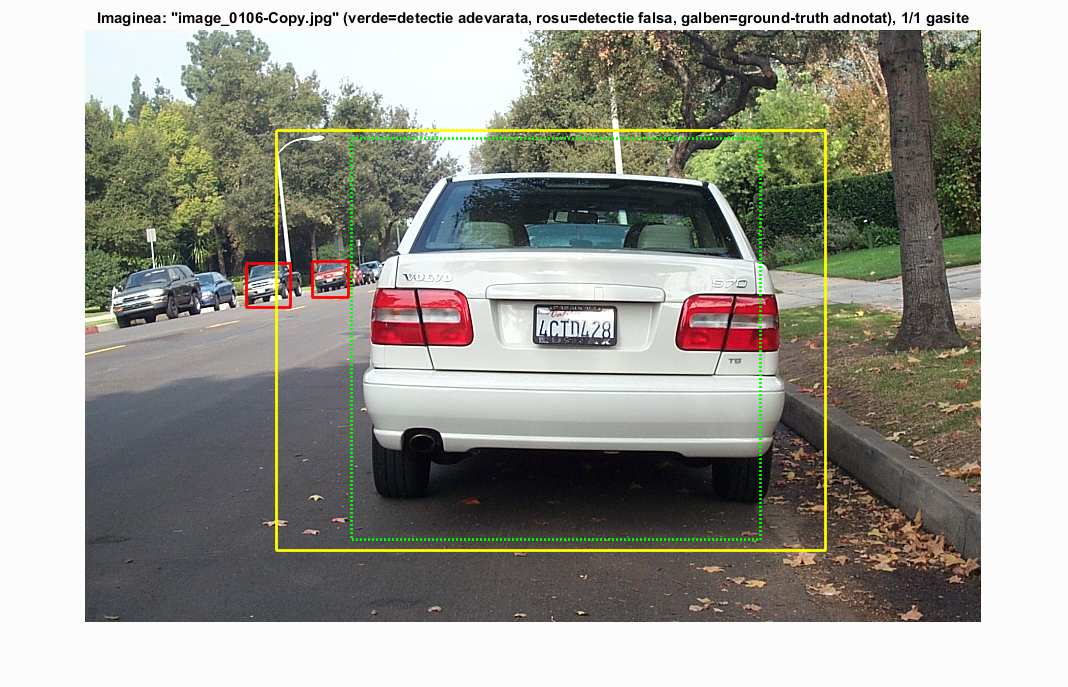 Imaginea: "image_0106-Copy.jpg" (verde=detectie adevarata, rosu=detectie falsa, galben=ground-truth adnotat), 1/1 gasite
VOLVO
S70
4CTD428